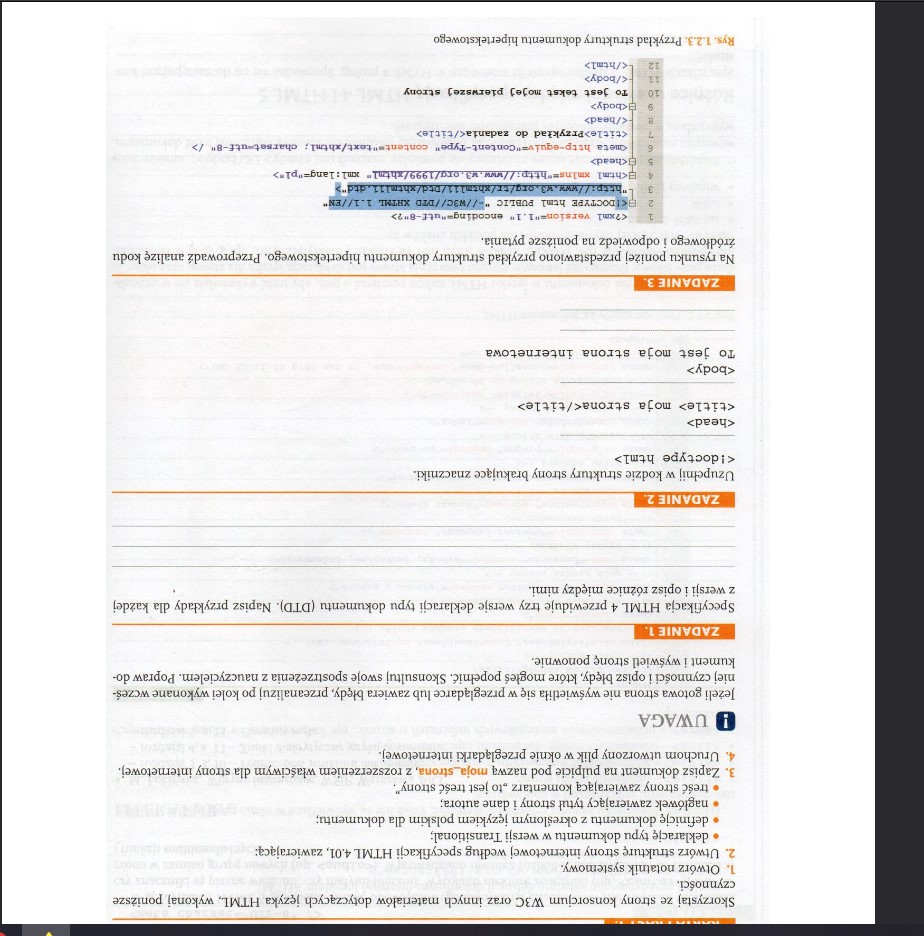 KARTA PRACY 1.
Skorzystaj ze strony konsorcjum W3C oraz innych materiałów dotyczących języka HTML, wykonaj poniższe
czynności.
1. Otwórz notatnik systemowy.
2. Utwórz strukturę strony internetowej według specyfikacji HTML 4.01, zawierającą:
• deklarację typu dokumentu w wersji Transitional;
• definicję dokumentu z określonym językiem polskim dla dokumentu;
• nagłówek zawierający tytuł strony i dane autora;
• treść strony zawierającą komentarz „to jest treść strony”.
3. Zapisz dokument na pulpicie pod nazwą moja_strona, z rozszerzeniem właściwym dla strony internetowej.
4. Uruchom utworzony plik w oknie przeglądarki internetowej.
! UWAGA
Jeżeli gotowa strona nie wyświetliła się w przeglądarce lub zawiera błędy, przeanalizuj po kolei wykonane wcześ-
niej czynności i opisz błędy, które mogłeś popełnić. Skonsultuj swoje spostrzeżenia z nauczycielem. Popraw do-
kument i wyświetl stronę ponownie.
ZADANIE 1.
Specyfikacja HTML 4 przewiduje trzy wersje deklaracji typu dokumentu (DTD). Napisz przykłady dla każdej
z wersji i opisz różnice między nimi.
ZADANIE 2.
Uzupełnij w kodzie struktury strony brakujące znaczniki.
<!doctype html>
<head>
<title> moja strona</title>
<body>
To jest moja strona internetowa
ZADANIE 3.
Na rysunku poniżej przedstawiono przykład struktury dokumentu hipertekstowego. Przeprowadź analizę kodu
źródłowego i odpowiedz na poniższe pytania.
1 <?xml version="1.1" encoding="utf-8"?>
2 <!DOCTYPE html PUBLIC "-//W3C//DTD XHTML 1.1//EN"
3 "http://www.w3.org/tr/xhtml11/Dtd/xhtml11.dtd">
4 <html xmlns="http://www.w3.org/1999/xhtml" xml:lang="pl">
5 <head>
6 <meta http-equiv="Content-Type" content="text/xhtml; charset=utf-8" />
7 <title>Przykład do zadania</title>
8 </head>
9 <body>
10 To jest tekst mojej pierwszej strony
11 </body>
12 </html>
Rys. 1.2.3. Przykład struktury dokumentu hipertekstowego